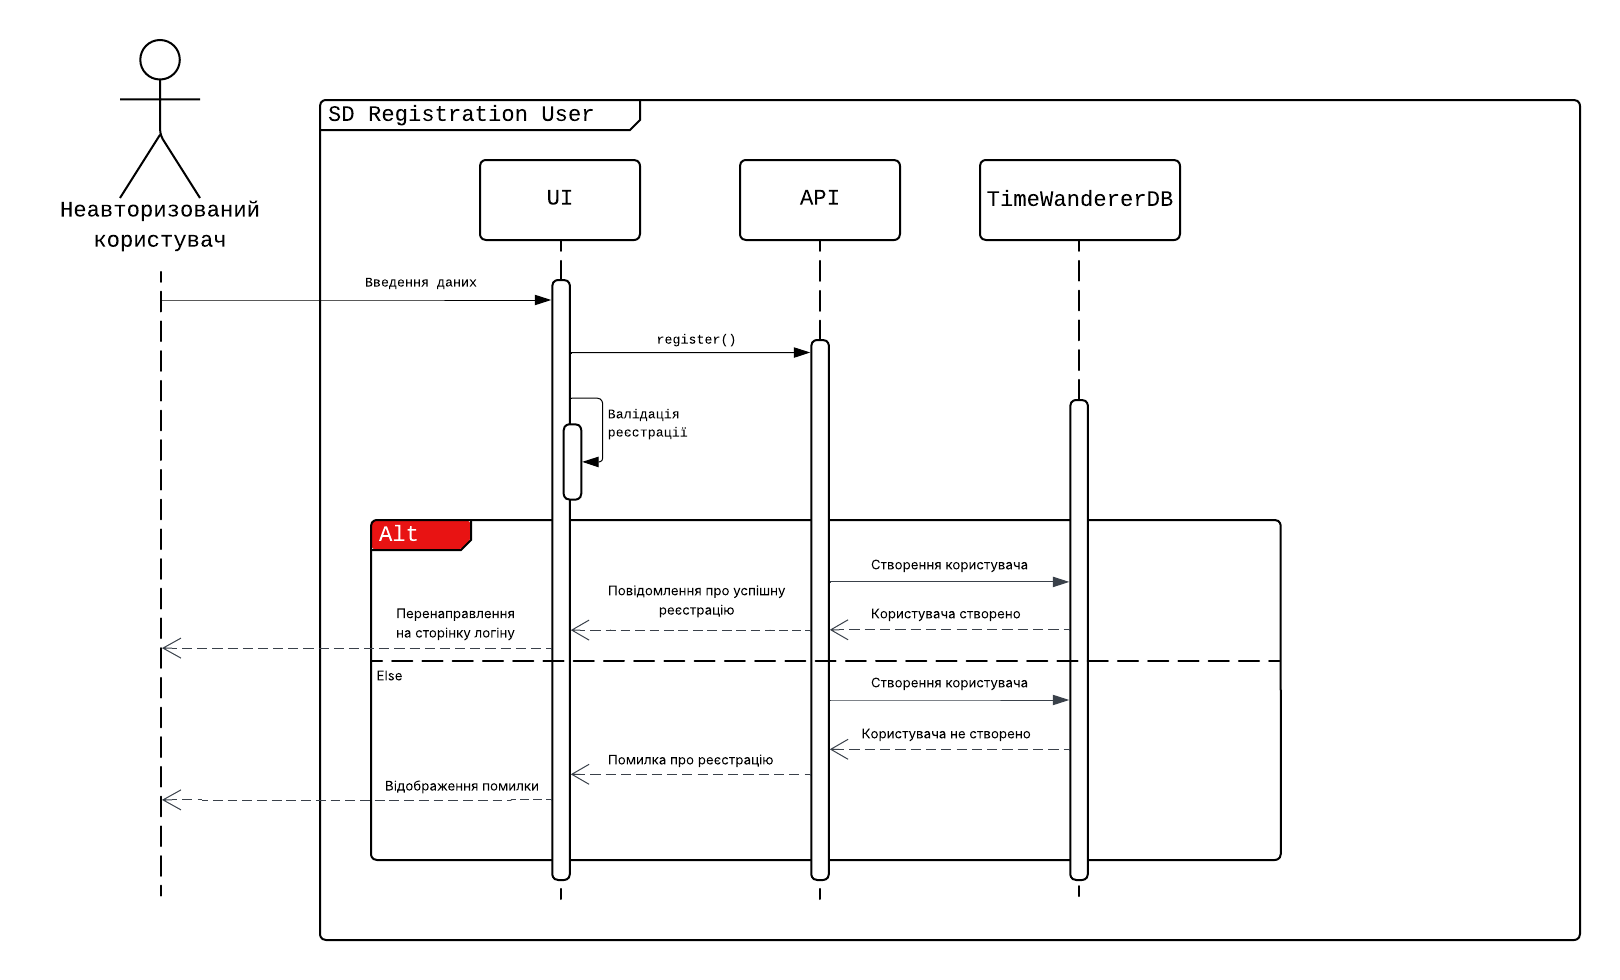 SD Registration User
UI
API
TimeWandererDB
Неавторизований
користувач
Введення даних
register()
Валідація
реєстрації
Alt
Створення користувача
Повідомлення про успішну
реєстрацію
Користувача створено
Перенаправлення
на сторінку логіну
Else
Створення користувача
Користувача не створено
Помилка про реєстрацію
Відображення помилки